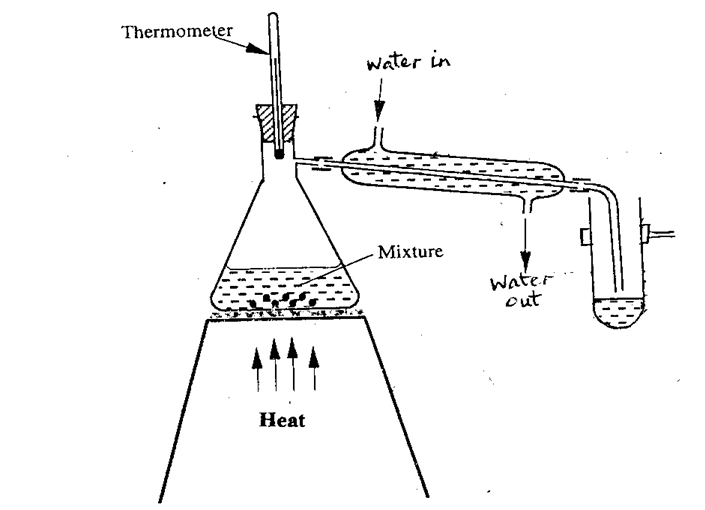 Thermometer
water in
Mixture
Water
out
Heat